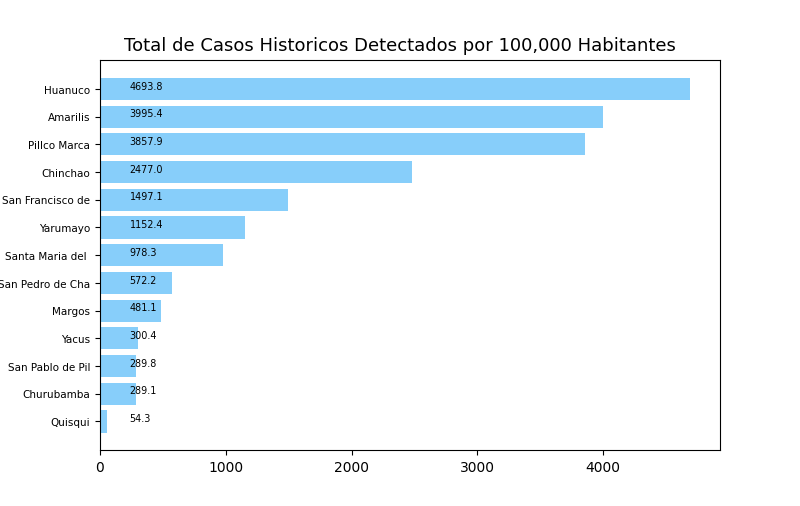 Total de Casos Historicos Detectados por 100,000 Habitantes
Huanuco 4693.8
Amarilis 3995.4
Pillco Marca 3857.9
Chinchao 2477.0
San Francisco de 1497.1
Yarumayo 1152.4
Santa Maria del 978.3
San Pedro de Cha 572.2
Margos 481.1
Yacus 300.4
San Pablo de Pil 289.8
Churubamba 289.1
Quisqui 54.3
0 1000 2000 3000 4000